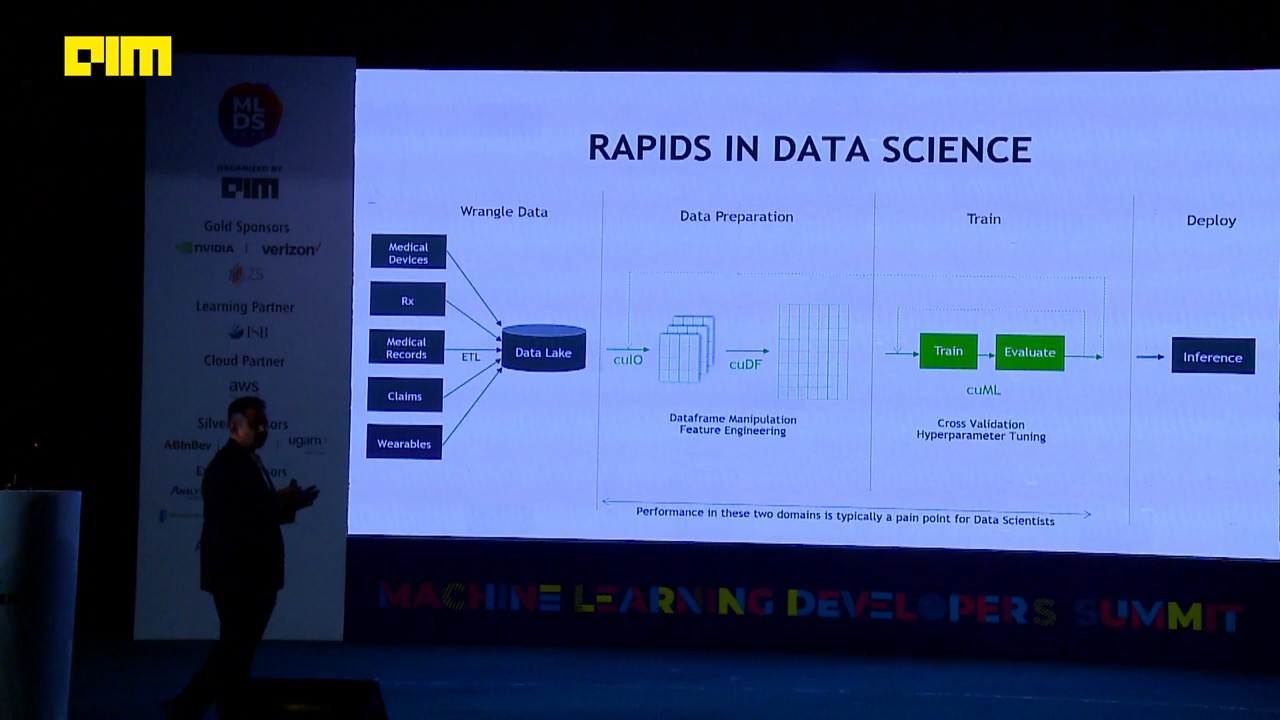 AIM
ML
DS
ORGANIZED BY
AIM
Gold Sponsors
NVIDIA | verizon
ZS
Learning Partner
ISB
Cloud Partner
aws
ABInBev
ugam
RAPIDS IN DATA SCIENCE
Wrangle Data
Data Preparation
Train
Deploy
Medical
Devices
Rx
Medical
Records
Claims
Wearables
ETL
Data Lake
cuIO
cuDF
Dataframe Manipulation
Feature Engineering
Train
Evaluate
cuML
Cross Validation
Hyperparameter Tuning
Inference
Performance in these two domains is typically a pain point for Data Scientists
MACHINE LEARNING DEVELOPERS SUMMIT